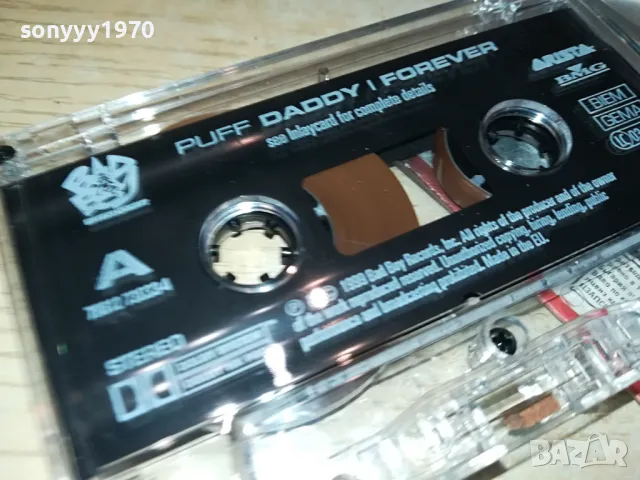 sonyyy1970
PUFF DADDY | FOREVER
see inlaycard for complete details
ARISTA
BMG
BIEM
GEMA
A
STEREO
1999 Bad Boy Records, Inc. All rights of the producer and of the owner
of the work reproduced reserved. Unauthorized copying, hiring, lending, public
performance and broadcasting prohibited. Made in the E.U.
BAZAR